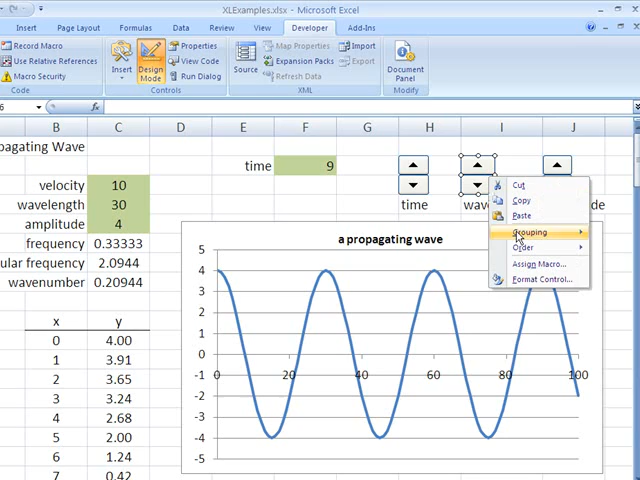 XLExamples.xlsx - Microsoft Excel
Insert Page Layout Formulas Data Review View Developer Add-Ins
Record Macro
Use Relative References
Macro Security
Code
Insert
Design Mode
Properties
View Code
Run Dialog
Controls
Source
Map Properties
Expansion Packs
Refresh Data
Import
Export
XML
Document Panel
Modify
fx
B C D E F G H I J
time 9
velocity 10
wavelength 30
amplitude 4
frequency 0.33333
2.0944
wavenumber 0.20944
time
Cut
Copy
Paste
Grouping
Order
Assign Macro...
Format Control...
x y
0 4.00
1 3.91
2 3.65
3 3.24
4 2.68
5 2.00
6 1.24
7 0.42
a propagating wave
5
4
3
2
1
0
-1
-2
-3
-4
-5
0 20 40 60 80 100